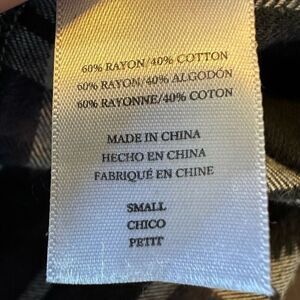 60% RAYON/40% COTTON
60% RAYON/40% ALGODÓN
60% RAYONNE/40% COTON
MADE IN CHINA
HECHO EN CHINA
FABRIQUÉ EN CHINE
SMALL
CHICO
PETIT